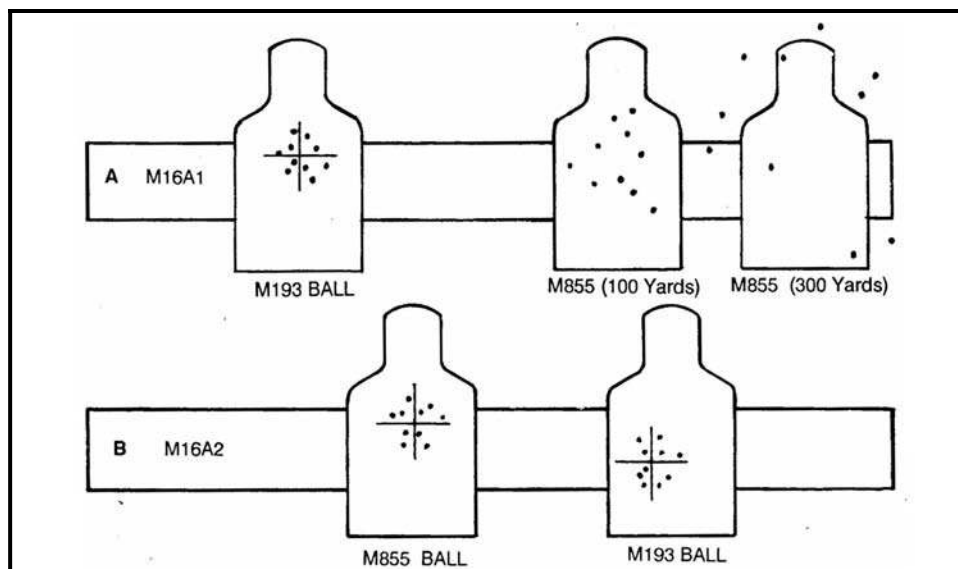 A M16A1
M193 BALL
M855 (100 Yards)
M855 (300 Yards)
B M16A2
M855 BALL
M193 BALL